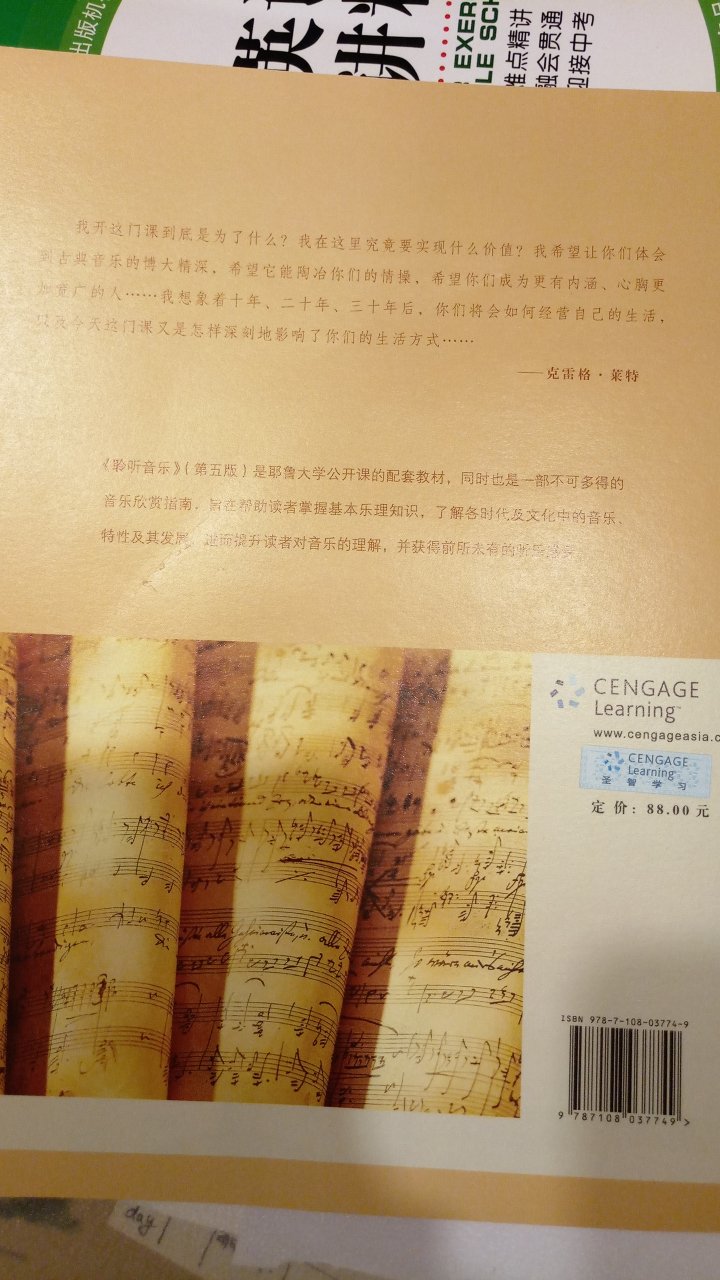 出版机
英
讲
EXER
LE SCH
难点精讲
融会贯通
迎接中考
我开这门课到底是为了什么？我在这里究竟要实现什么价值？我希望让你们体会
到古典音乐的博大精深，希望它能陶冶你们的情操，希望你们成为更有内涵、心胸更
加宽广的人……我想象着十年、二十年、三十年后，你们将会如何经营自己的生活，
以及今天这门课又是怎样深刻地影响了你们的生活方式……
——克雷格·莱特
《聆听音乐》（第五版）是耶鲁大学公开课的配套教材，同时也是一部不可多得的
音乐欣赏指南，旨在帮助读者掌握基本乐理知识，了解各时代及文化中的音乐、
特性及其发展，进而提升读者对音乐的理解，并获得前所未有的听乐
CENGAGE
Learning™
www.cengageasia.c
CENGAGE
Learning
圣智学习
定价：88.00元
ISBN 978-7-108-03774-9
9 787108 037749 >
day